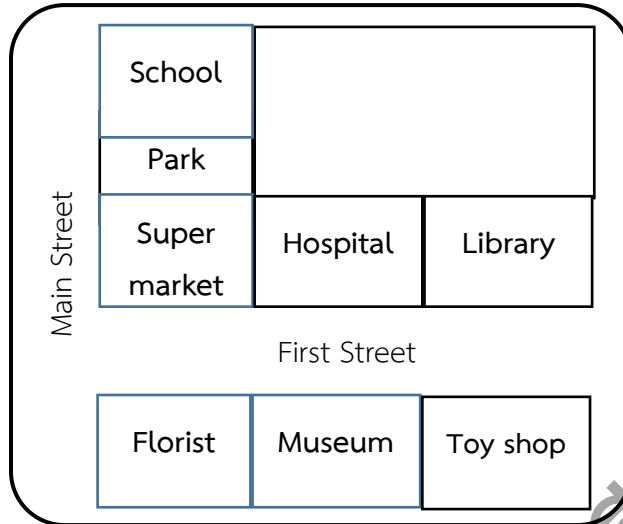 School
Park
Super
market
Hospital
Library
Main Street
First Street
Florist
Museum
Toy shop